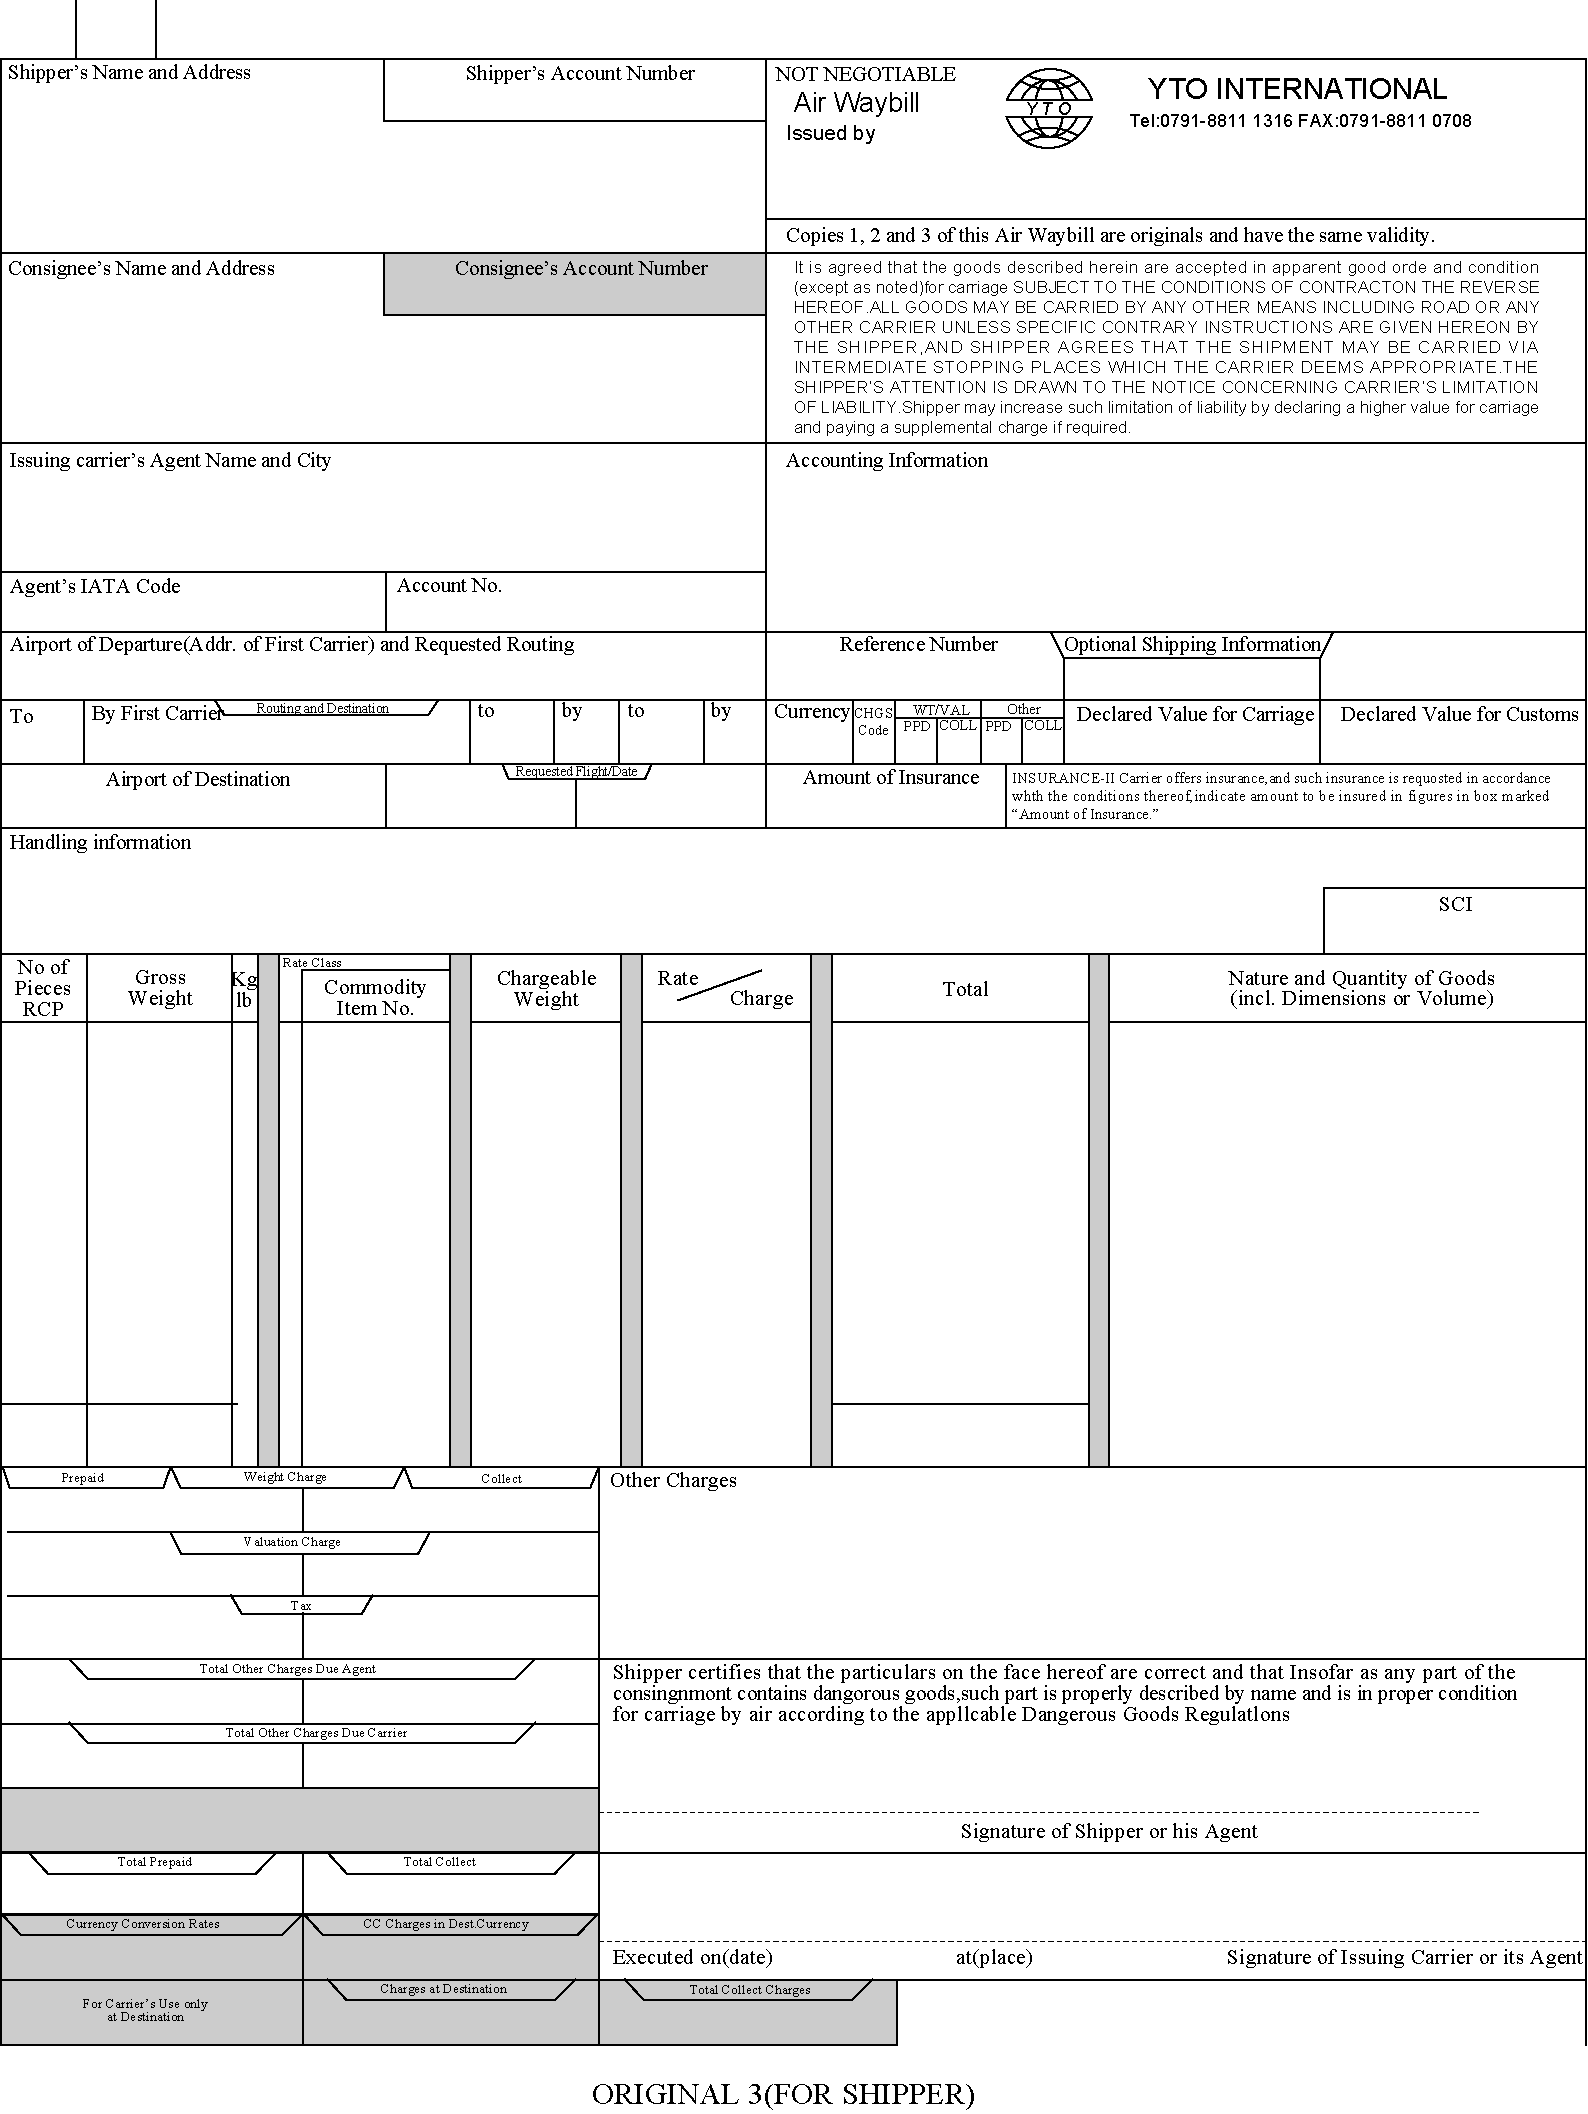 Shipper’s Name and Address
Shipper’s Account Number
NOT NEGOTIABLE
Air Waybill
Issued by
YTO
YTO INTERNATIONAL
Tel:0791-8811 1316 FAX:0791-8811 0708
Copies 1, 2 and 3 of this Air Waybill are originals and have the same validity.
Consignee’s Name and Address
Consignee’s Account Number
It is agreed that the goods described herein are accepted in apparent good orde and condition
(except as noted)for carriage SUBJECT TO THE CONDITIONS OF CONTRACTON THE REVERSE
HEREOF.ALL GOODS MAY BE CARRIED BY ANY OTHER MEANS INCLUDING ROAD OR ANY
OTHER CARRIER UNLESS SPECIFIC CONTRARY INSTRUCTIONS ARE GIVEN HEREON BY
THE SHIPPER,AND SHIPPER AGREES THAT THE SHIPMENT MAY BE CARRIED VIA
INTERMEDIATE STOPPING PLACES WHICH THE CARRIER DEEMS APPROPRIATE.THE
SHIPPER’S ATTENTION IS DRAWN TO THE NOTICE CONCERNING CARRIER’S LIMITATION
OF LIABILITY.Shipper may increase such limitation of liability by declaring a higher value for carriage
and paying a supplemental charge if required.
Issuing carrier’s Agent Name and City
Accounting Information
Agent’s IATA Code
Account No.
Airport of Departure(Addr. of First Carrier) and Requested Routing
Reference Number
Optional Shipping Information
To
By First Carrier
Routing and Destination
to
by
to
by
Currency
CHGS
Code
WT/VAL
PPD
COLL
Other
PPD
COLL
Declared Value for Carriage
Declared Value for Customs
Airport of Destination
Requested Flight/Date
Amount of Insurance
INSURANCE-II Carrier offers insurance,and such insurance is requested in accordance
whth the conditions thereof,indicate amount to be insured in figures in box marked
“Amount of Insurance.”
Handling information
SCI
No of
Pieces
RCP
Gross
Weight
Kg
lb
Rate Class
Commodity
Item No.
Chargeable
Weight
Rate
Charge
Total
Nature and Quantity of Goods
(incl. Dimensions or Volume)
Prepaid
Weight Charge
Collect
Other Charges
Valuation Charge
Tax
Total Other Charges Due Agent
Shipper certifies that the particulars on the face hereof are correct and that Insofar as any part of the
consingnmont contains dangorous goods,such part is properly described by name and is in proper condition
for carriage by air according to the appllcable Dangerous Goods Regulatlons
Total Other Charges Due Carrier
Signature of Shipper or his Agent
Total Prepaid
Total Collect
Currency Conversion Rates
CC Charges in Dest.Currency
Executed on(date)
at(place)
Signature of Issuing Carrier or its Agent
For Carrier’s Use only
at Destination
Charges at Destination
Total Collect Charges
ORIGINAL 3(FOR SHIPPER)